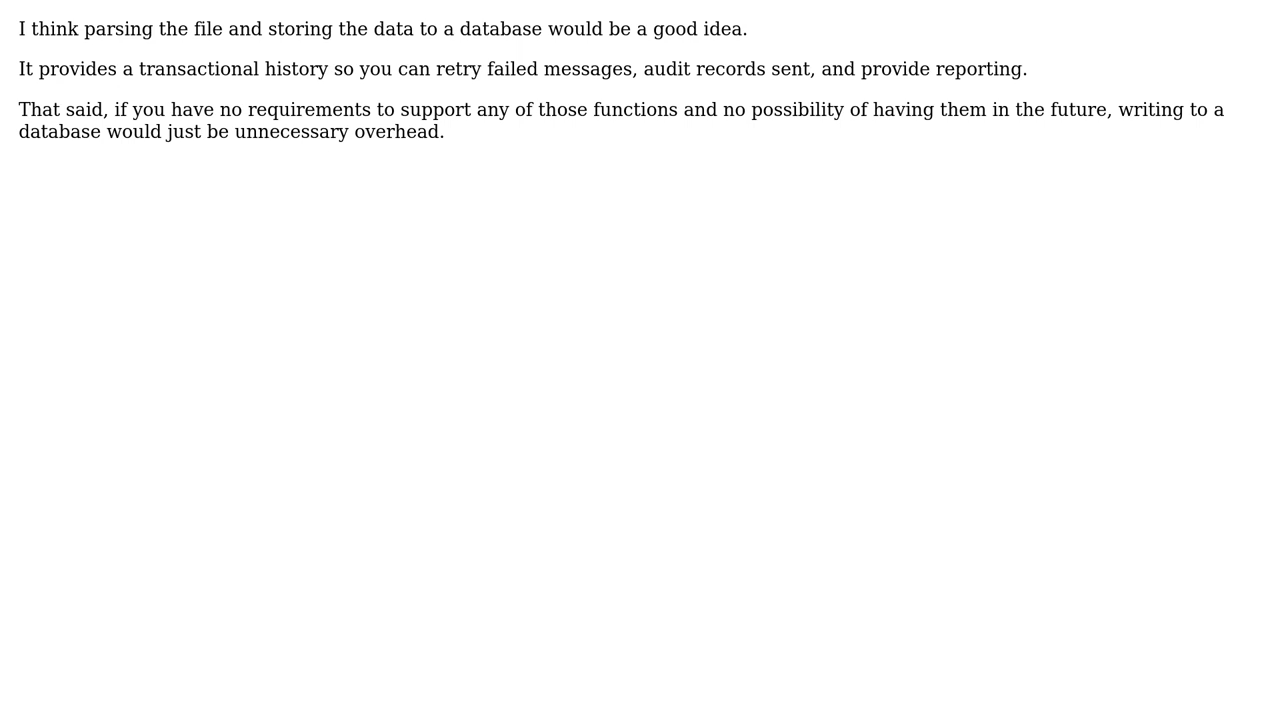 I think parsing the file and storing the data to a database would be a good idea.
It provides a transactional history so you can retry failed messages, audit records sent, and provide reporting.
That said, if you have no requirements to support any of those functions and no possibility of having them in the future, writing to a
database would just be unnecessary overhead.